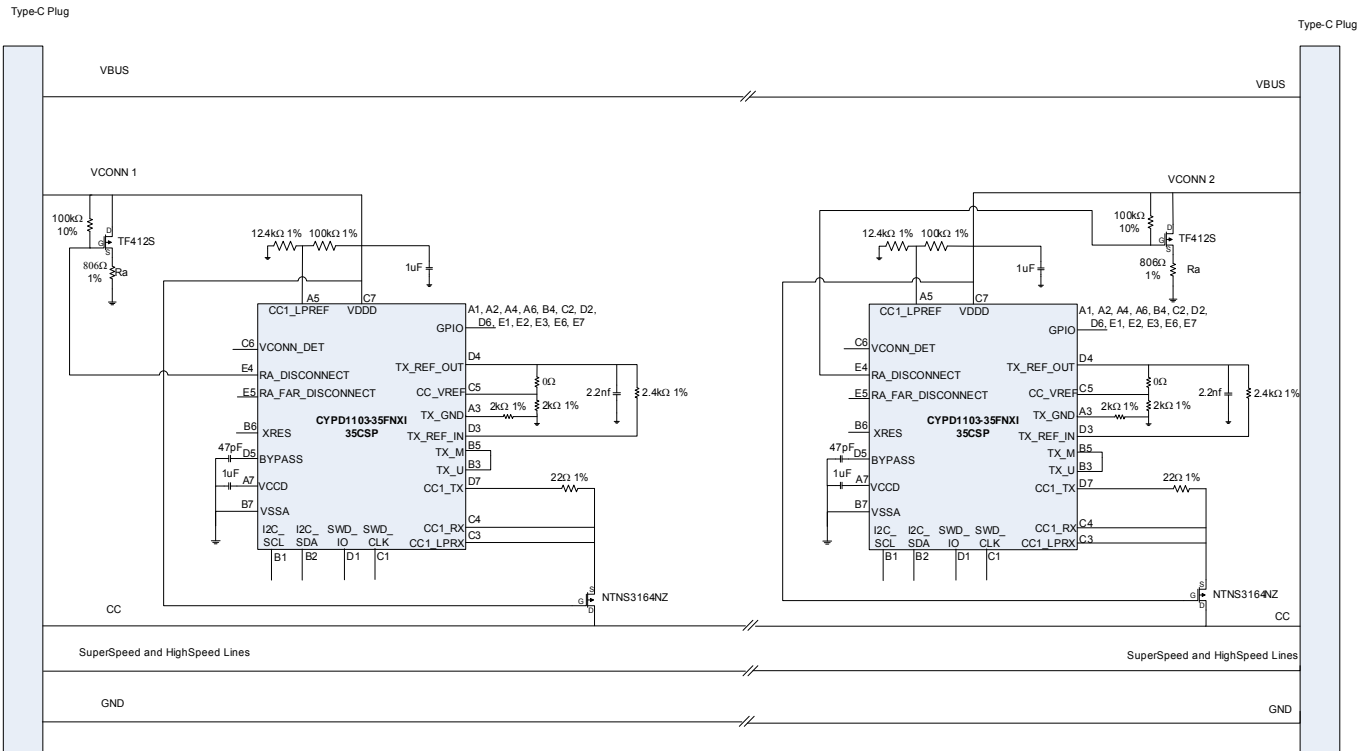 Type-C Plug
Type-C Plug
VBUS
VBUS
VCONN 1
100kΩ
10%
D
G
S
TF412S
806Ω
1%
Ra
12.4kΩ 1%
100kΩ 1%
1uF
A5
C7
CC1_LPREF
VDDD
A1, A2, A4, A6, B4, C2, D2,
D6, E1, E2, E3, E6, E7
GPIO
C6
VCONN_DET
E4
RA_DISCONNECT
E5
RA_FAR_DISCONNECT
B6
XRES
47pF
D5
BYPASS
1uF
A7
VCCD
B7
VSSA
CYPD1103-35FNXI
35CSP
D4
TX_REF_OUT
C5
CC_VREF
A3
TX_GND
D3
TX_REF_IN
B5
TX_M
B3
TX_U
D7
CC1_TX
C4
CC1_RX
C3
CC1_LPRX
0Ω
2kΩ 1%
2kΩ 1%
2.2nf
2.4kΩ 1%
22Ω 1%
I2C_
SCL
I2C_
SDA
SWD_
IO
SWD_
CLK
B1
B2
D1
C1
S
G
D
NTNS3164NZ
VCONN 2
100kΩ
10%
D
G
S
TF412S
806Ω
1%
Ra
12.4kΩ 1%
100kΩ 1%
1uF
A5
C7
CC1_LPREF
VDDD
A1, A2, A4, A6, B4, C2, D2,
D6, E1, E2, E3, E6, E7
GPIO
C6
VCONN_DET
E4
RA_DISCONNECT
E5
RA_FAR_DISCONNECT
B6
XRES
47pF
D5
BYPASS
1uF
A7
VCCD
B7
VSSA
CYPD1103-35FNXI
35CSP
D4
TX_REF_OUT
C5
CC_VREF
A3
TX_GND
D3
TX_REF_IN
B5
TX_M
B3
TX_U
D7
CC1_TX
C4
CC1_RX
C3
CC1_LPRX
0Ω
2kΩ 1%
2kΩ 1%
2.2nf
2.4kΩ 1%
22Ω 1%
I2C_
SCL
I2C_
SDA
SWD_
IO
SWD_
CLK
B1
B2
D1
C1
S
G
D
NTNS3164NZ
CC
CC
SuperSpeed and HighSpeed Lines
SuperSpeed and HighSpeed Lines
GND
GND